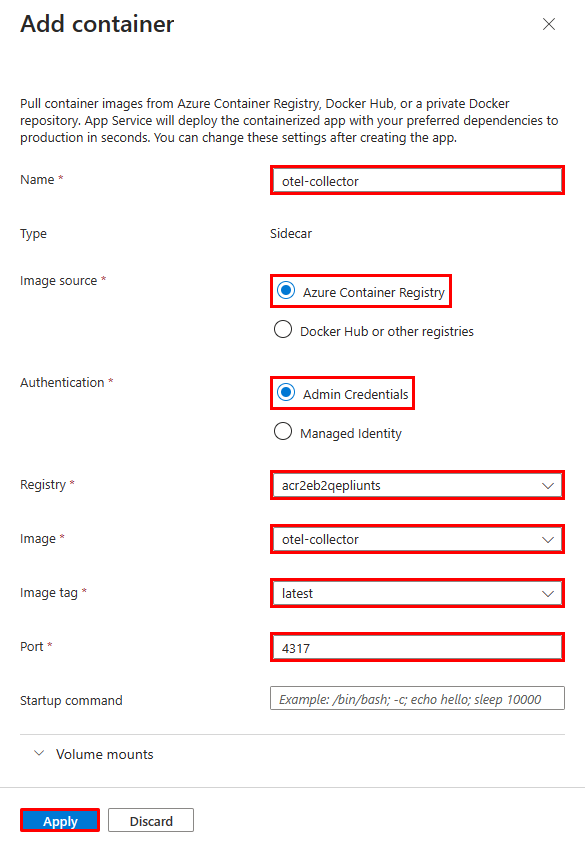 Add container
Pull container images from Azure Container Registry, Docker Hub, or a private Docker
repository. App Service will deploy the containerized app with your preferred dependencies to
production in seconds. You can change these settings after creating the app.
Name *
otel-collector
Type
Sidecar
Image source *
Azure Container Registry
Docker Hub or other registries
Authentication *
Admin Credentials
Managed Identity
Registry *
acr2eb2qepliunts
Image *
otel-collector
Image tag *
latest
Port *
4317
Startup command
Example: /bin/bash; -c; echo hello; sleep 10000
Volume mounts
Apply
Discard